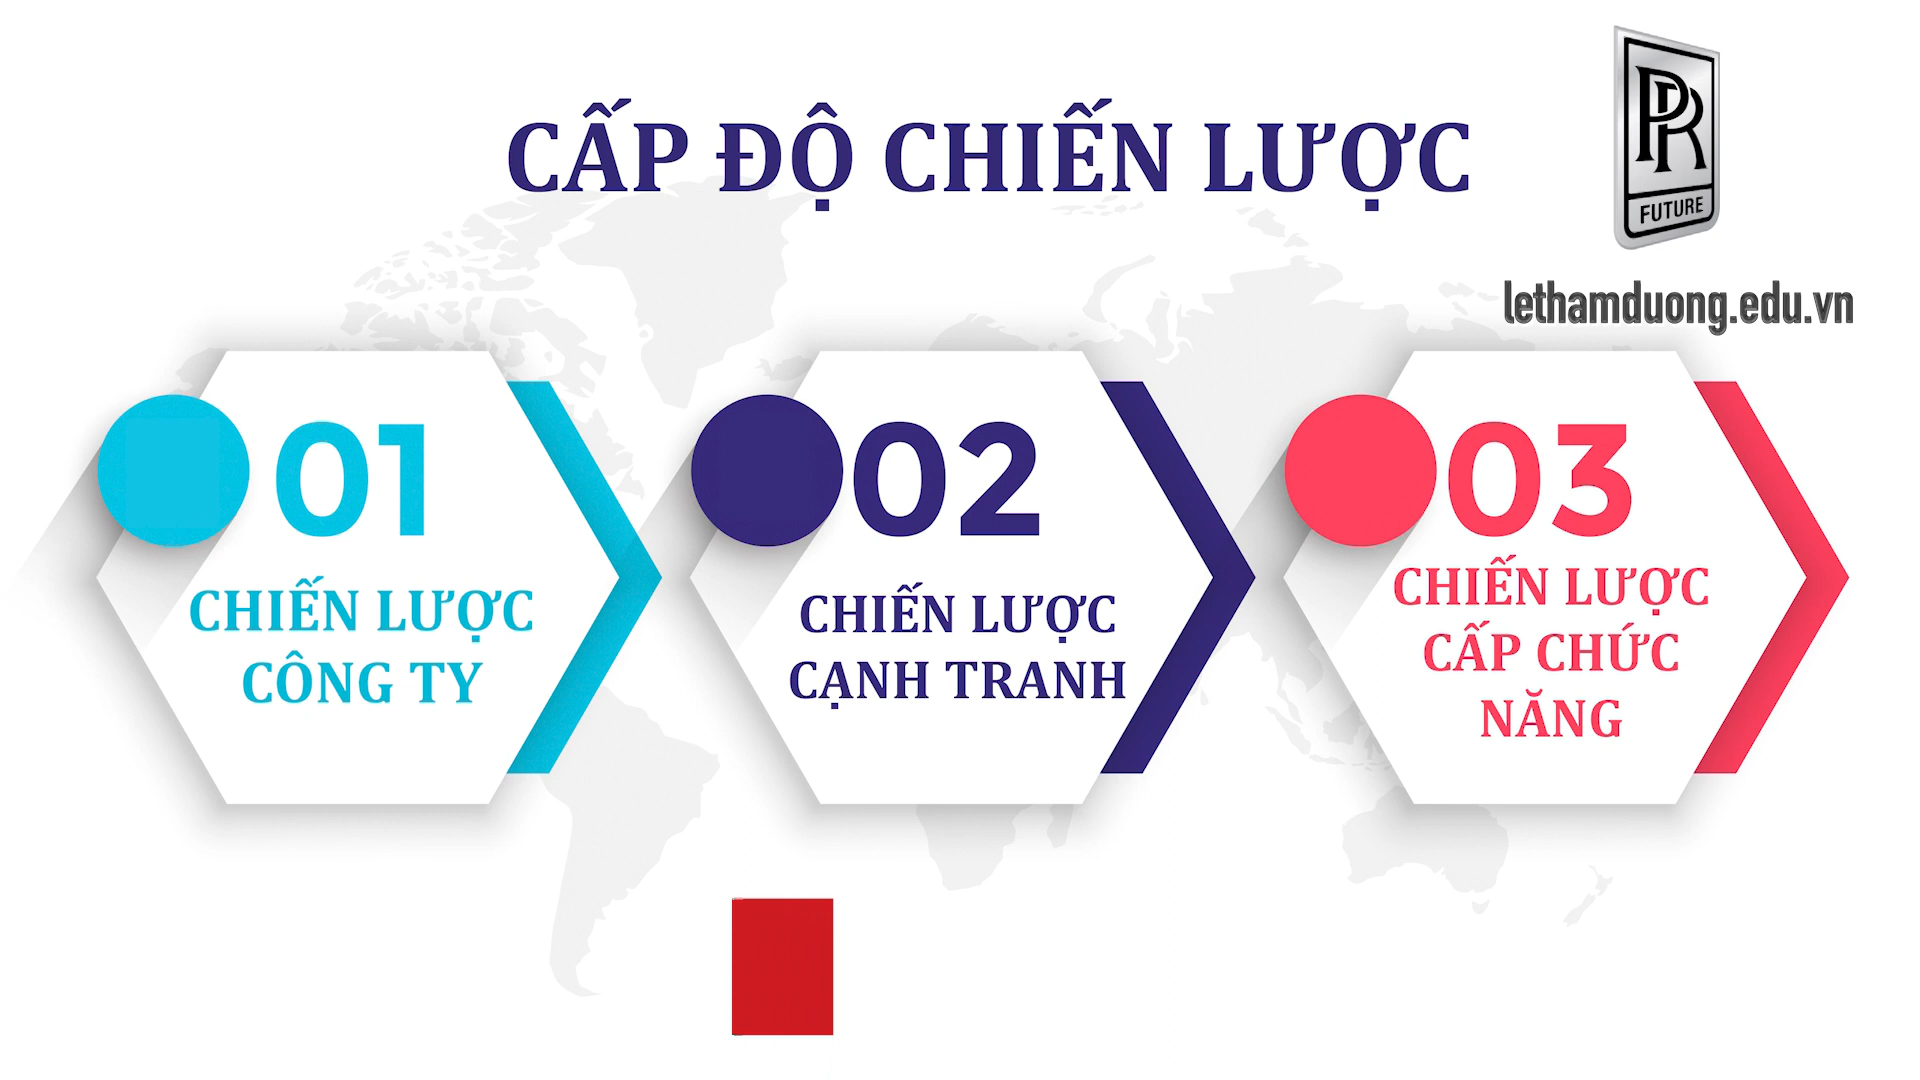 CẤP ĐỘ CHIẾN LƯỢC
PR
FUTURE
lethamduong.edu.vn
01
CHIẾN LƯỢC
CÔNG TY
02
CHIẾN LƯỢC
CẠNH TRANH
03
CHIẾN LƯỢC
CẤP CHỨC
NĂNG